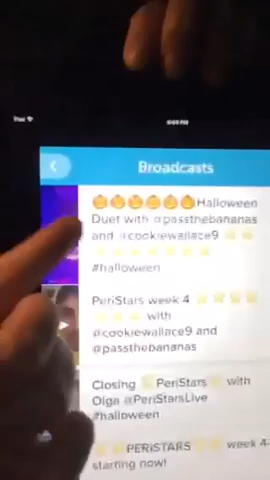 Broadcasts
🎃🎃🎃🎃🎃🎃Halloween
Duet with @passthebananas
and @cookiewallace9 ⭐⭐
⭐⭐⭐⭐⭐⭐⭐
#halloween
PeriStars week 4 ⭐⭐⭐⭐
⭐⭐⭐ with
@cookiewallace9 and
@passthebananas
Closing ⭐PeriStars⭐ with
Olga @PeriStarsLive
#halloween
⭐⭐PERiSTARS⭐⭐ week 4
starting now!